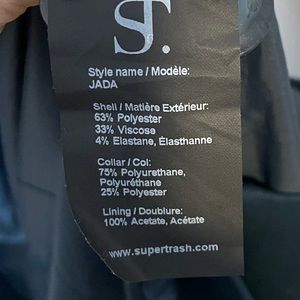 ST.
Style name / Modèle:
JADA
Shell / Matière Extérieur:
63% Polyester
33% Viscose
4% Elastane, Élasthanne
Collar / Col:
75% Polyurethane,
Polyuréthane
25% Polyester
Lining / Doublure:
100% Acetate, Acétate
www.supertrash.com